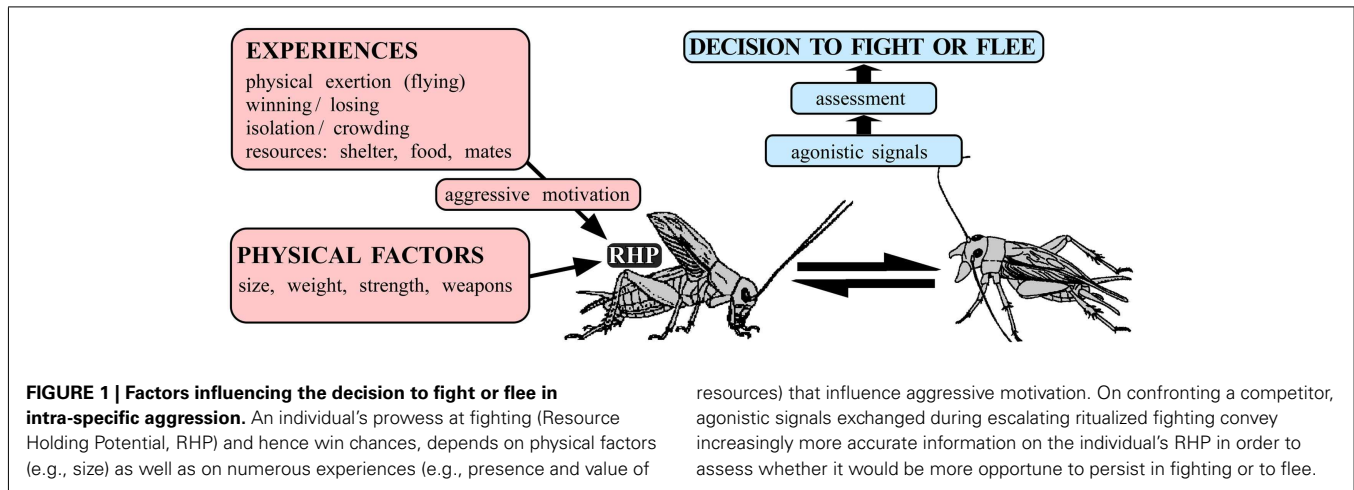 EXPERIENCES
physical exertion (flying)
winning / losing
isolation / crowding
resources: shelter, food, mates
aggressive motivation
PHYSICAL FACTORS
size, weight, strength, weapons
RHP
DECISION TO FIGHT OR FLEE
assessment
agonistic signals
FIGURE 1 | Factors influencing the decision to fight or flee in
intra-specific aggression. An individual's prowess at fighting (Resource
Holding Potential, RHP) and hence win chances, depends on physical factors
(e.g., size) as well as on numerous experiences (e.g., presence and value of
resources) that influence aggressive motivation. On confronting a competitor,
agonistic signals exchanged during escalating ritualized fighting convey
increasingly more accurate information on the individual's RHP in order to
assess whether it would be more opportune to persist in fighting or to flee.